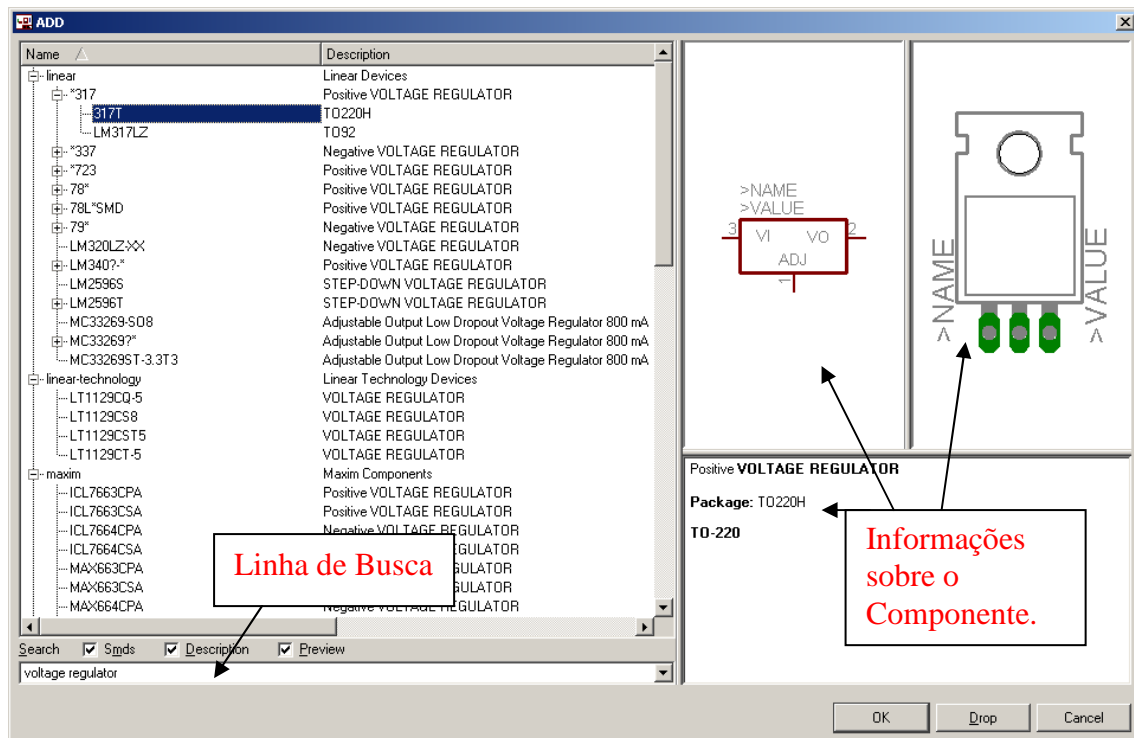 ADD
Name Description
linear Linear Devices
*317 Positive VOLTAGE REGULATOR
317T TO220H
LM317LZ TO92
*337 Negative VOLTAGE REGULATOR
*723 Positive VOLTAGE REGULATOR
78* Positive VOLTAGE REGULATOR
78L*SMD Positive VOLTAGE REGULATOR
79* Negative VOLTAGE REGULATOR
LM320LZ-XX Negative VOLTAGE REGULATOR
LM340?-* Positive VOLTAGE REGULATOR
LM2596S STEP-DOWN VOLTAGE REGULATOR
LM2596T STEP-DOWN VOLTAGE REGULATOR
MC33269-SO8 Adjustable Output Low Dropout Voltage Regulator 800 mA
MC33269?* Adjustable Output Low Dropout Voltage Regulator 800 mA
MC33269ST-3.3T3 Adjustable Output Low Dropout Voltage Regulator 800 mA
linear-technology Linear Technology Devices
LT1129CQ-5 VOLTAGE REGULATOR
LT1129CS8 VOLTAGE REGULATOR
LT1129CST5 VOLTAGE REGULATOR
LT1129CT-5 VOLTAGE REGULATOR
maxim Maxim Components
ICL7663CPA Positive VOLTAGE REGULATOR
ICL7663CSA Positive VOLTAGE REGULATOR
ICL7664CPA Negative VOLTAGE REGULATOR
ICL7664CSA GULATOR
MAX663CPA GULATOR
MAX663CSA GULATOR
MAX664CPA Negative VOLTAGE REGULATOR
Linha de Busca
Search Smds Description Preview
voltage regulator
>NAME
>VALUE
3 VI VO 2
ADJ
1
>NAME
>VALUE
Positive VOLTAGE REGULATOR
Package: TO220H
TO-220
Informações
sobre o
Componente.
OK Drop Cancel